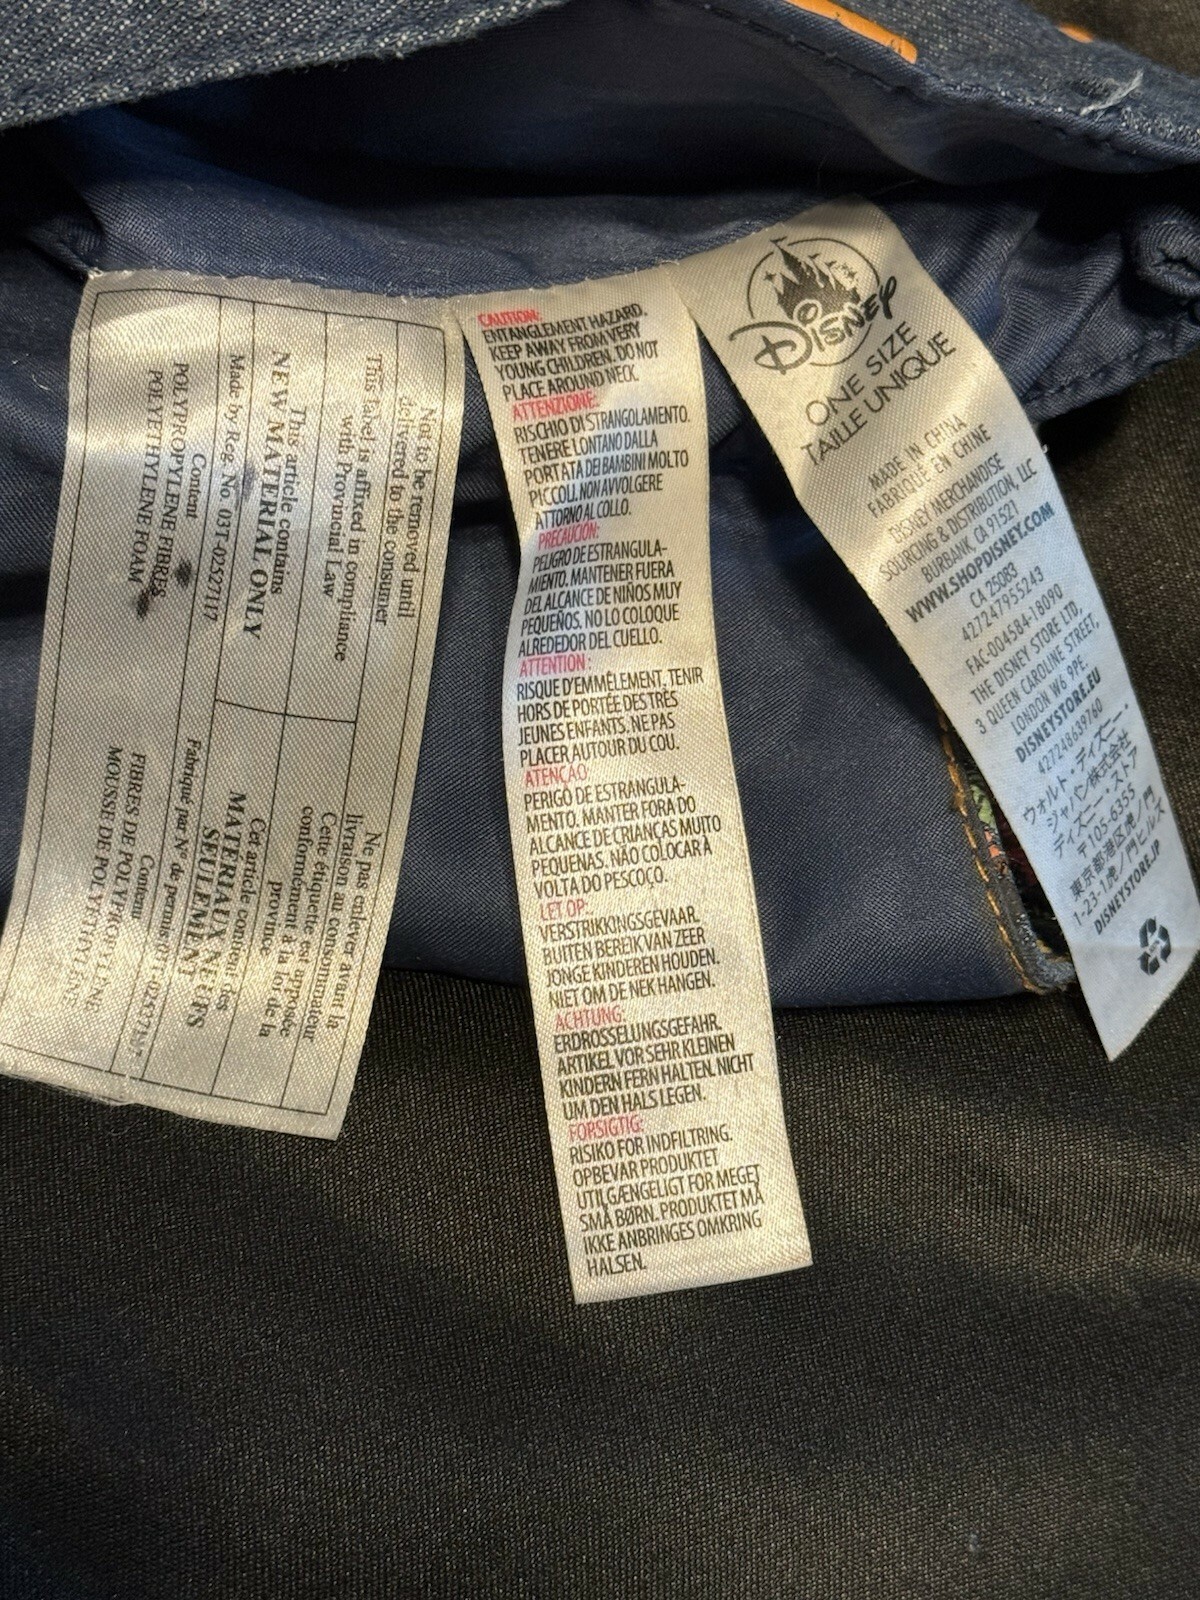 Not to be removed until
delivered to the consumer
This label is affixed in compliance
with Provincial Law
This article contains
NEW MATERIAL ONLY
Made by Reg. No. 03T-02327117
Content
POLYPROPYLENE FIBRES
POLYETHYLENE FOAM
Ne pas enlever avant la
livraison au consommateur
Cette étiquette est apposée
conformément à la loi de la
province
Cet article contient des
MATERIAUX NEUFS
SEULEMENT
Fabriqué par N° de permis
Contenu
FIBRES DE POLYPROPYLÈNE
MOUSSE DE POLYÉTHYLÈNE
CAUTION:
ENTANGLEMENT HAZARD.
KEEP AWAY FROM VERY
YOUNG CHILDREN. DO NOT
PLACE AROUND NECK
ATTENZIONE:
RISCHIO DI STRANGOLAMENTO.
TENERE LONTANO DALLA
PORTATA DEI BAMBINI MOLTO
PICCOLI. NON AVVOLGERE
ATTORNO AL COLLO.
PRECAUCIÓN:
PELIGRO DE ESTRANGULA-
MIENTO. MANTENER FUERA
DEL ALCANCE DE NIÑOS MUY
PEQUEÑOS. NO LO COLOQUE
ALREDEDOR DEL CUELLO.
ATTENTION:
RISQUE D'EMMÊLEMENT. TENIR
HORS DE PORTÉE DES TRÈS
JEUNES ENFANTS. NE PAS
PLACER AUTOUR DU COU.
ATENÇÃO:
PERIGO DE ESTRANGULA-
MENTO. MANTER FORA DO
ALCANCE DE CRIANÇAS MUITO
PEQUENAS. NÃO COLOCAR À
VOLTA DO PESCOÇO.
LET OP:
VERSTRIKKINGSGEVAAR.
BUITEN BEREIK VAN ZEER
JONGE KINDEREN HOUDEN.
NIET OM DE NEK HANGEN.
ACHTUNG:
ERDROSSELUNGSGEFAHR.
ARTIKEL VOR SEHR KLEINEN
KINDERN FERN HALTEN. NICHT
UM DEN HALS LEGEN.
FORSIGTIG:
RISIKO FOR INDFILTRING.
OPBEVAR PRODUKTET
UTILGÆNGELIGT FOR MEGET
SMÅ BØRN. PRODUKTET MÅ
IKKE ANBRINGES OMKRING
HALSEN.
DISNEY
ONE SIZE
TAILLE UNIQUE
MADE IN CHINA
FABRIQUÉ EN CHINE
DISNEY MERCHANDISE
SOURCING & DISTRIBUTION, LLC
BURBANK, CA 91521
WWW.SHOPDISNEY.COM
CA 25083
427247955243
FAC-004584-18090
THE DISNEY STORE LTD,
3 QUEEN CAROLINE STREET,
LONDON W6 9PE.
DISNEYSTORE.EU
427248639760
ウォルト・ディズニー・
ジャパン株式会社
ディズニー・ストア
〒105-6355
東京都港区虎ノ門
1-23-1虎ノ門ヒルズ
DISNEYSTORE.JP